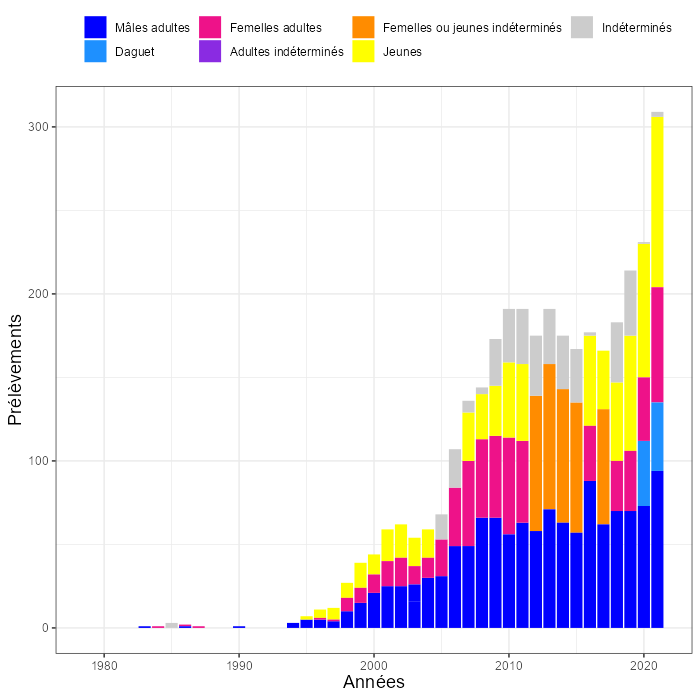 Mâles adultes Femelles adultes Femelles ou jeunes indéterminés Indéterminés
Daguet Adultes indéterminés Jeunes
300
200
100
0
Prélèvements
1980 1990 2000 2010 2020
Années